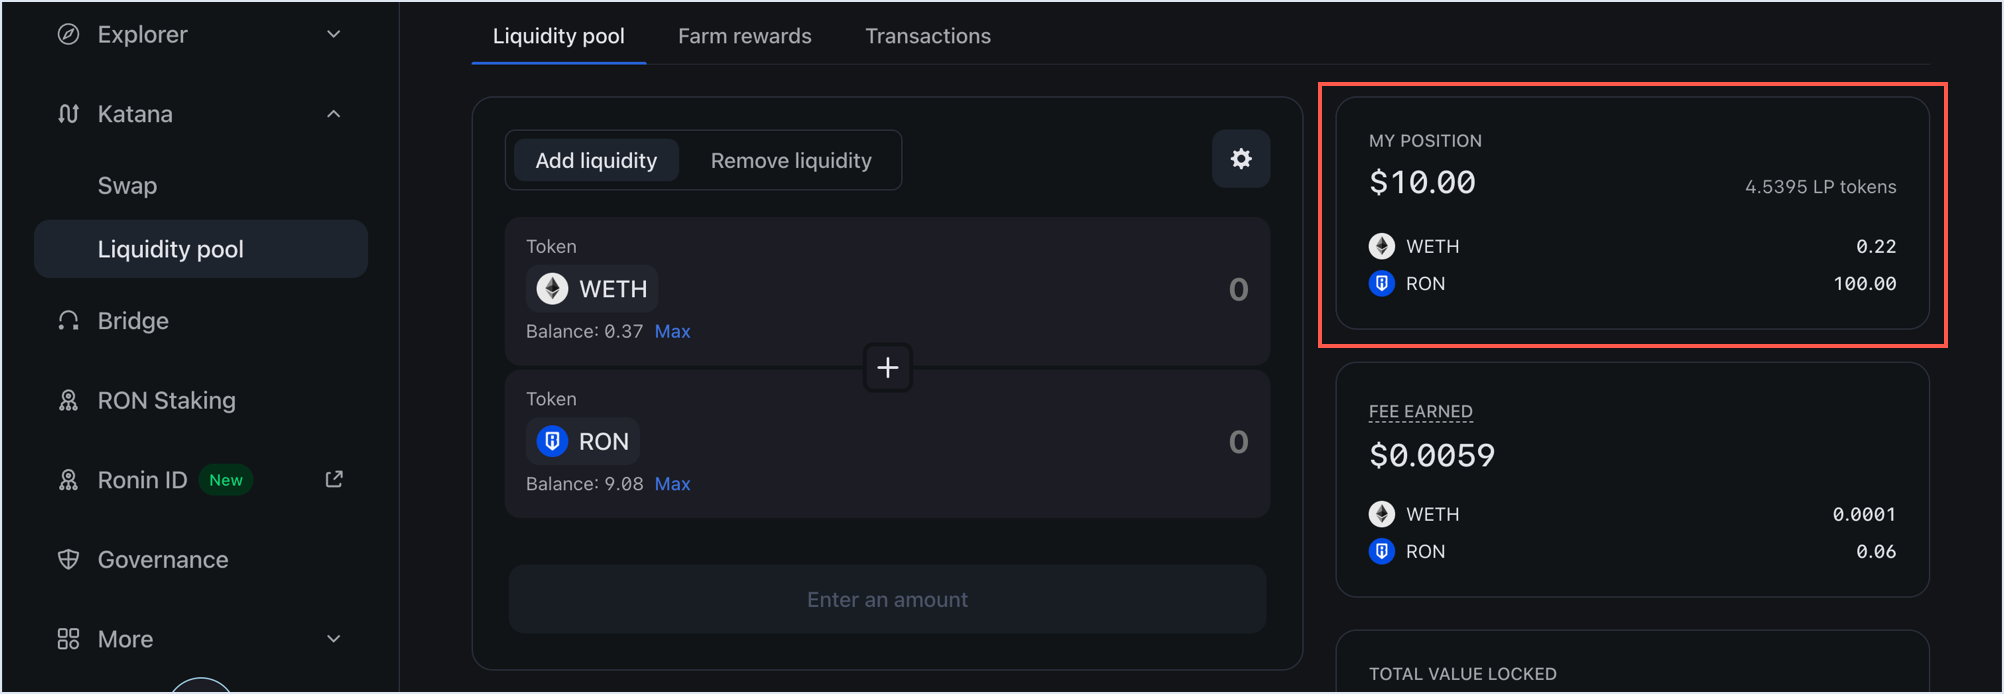 Explorer
Katana
Swap
Liquidity pool
Bridge
RON Staking
Ronin ID New
Governance
More
Liquidity pool Farm rewards Transactions
Add liquidity Remove liquidity
Token
WETH 0
Balance: 0.37 Max
+
Token
RON 0
Balance: 9.08 Max
Enter an amount
MY POSITION
$10.00 4.5395 LP tokens
WETH 0.22
RON 100.00
FEE EARNED
$0.0059
WETH 0.0001
RON 0.06
TOTAL VALUE LOCKED